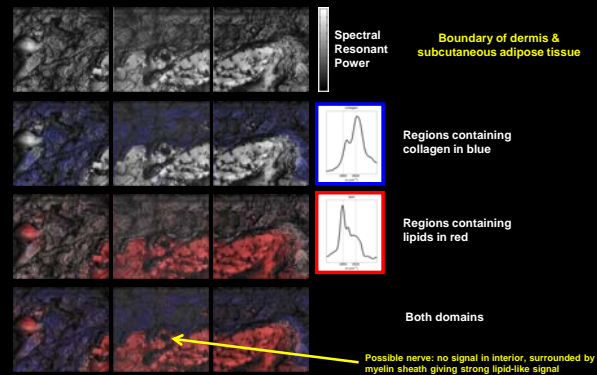 Spectral
Resonant
Power
Boundary of dermis &
subcutaneous adipose tissue
Regions containing
collagen in blue
Regions containing
lipids in red
Both domains
Possible nerve: no signal in interior, surrounded by
myelin sheath giving strong lipid-like signal